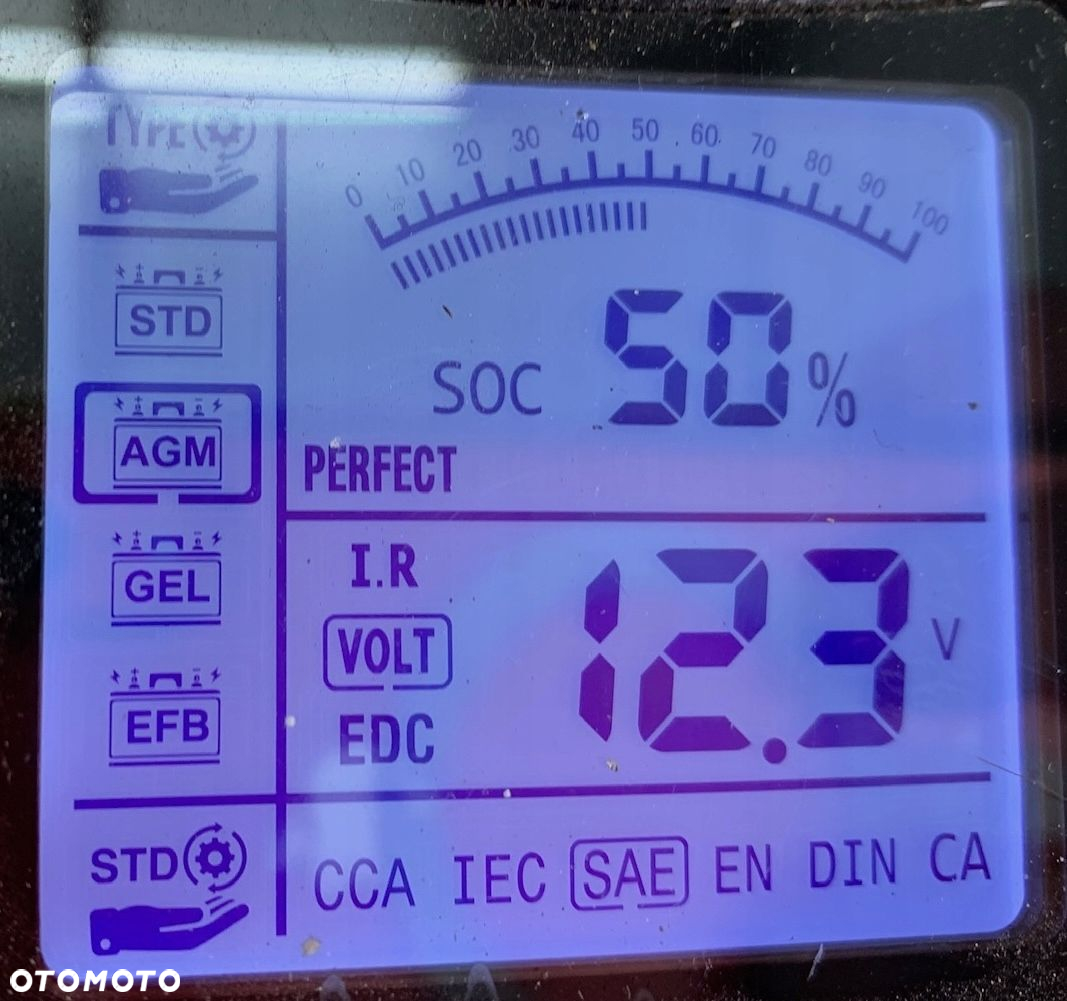 TYPE
0 10 20 30 40 50 60 70 80 90 100
STD
SOC 50%
AGM
PERFECT
GEL
I.R
VOLT 12.3 V
EFB
EDC
STD
CCA IEC SAE EN DIN CA
OTOMOTO